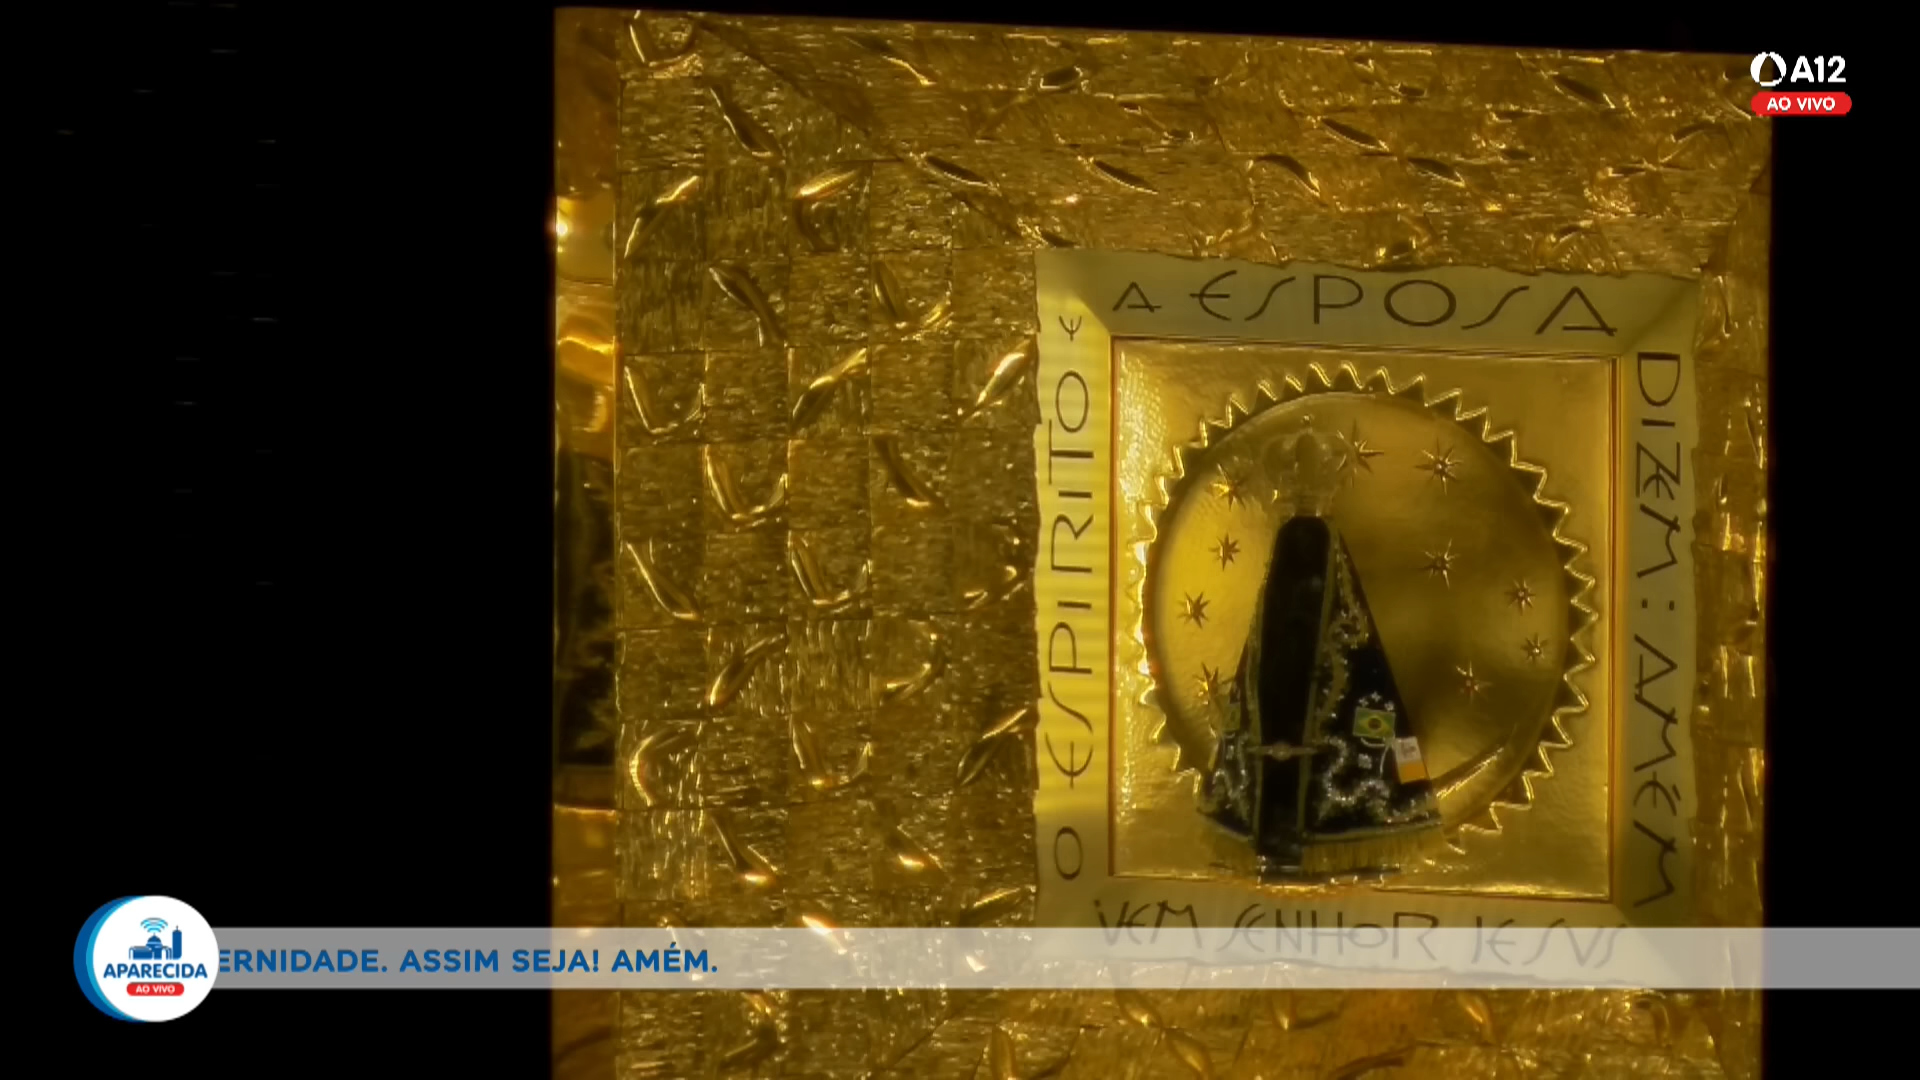 A12
AO VIVO
O ESPIRITO E
A ESPOSA
DIZEM: AMÉM
VEM SENHOR JESUS
ERNIDADE. ASSIM SEJA! AMÉM.
APARECIDA
AO VIVO